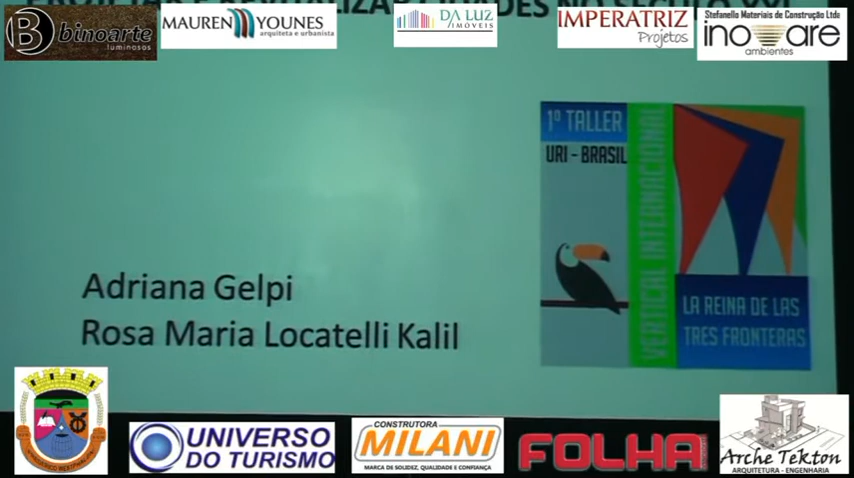 binoarte
luminosos
MAUREN YOUNES
arquiteta e urbanista
DA LUZ
IMÓVEIS
IMPERATRIZ
Projetos
Stefanello Materiais de Construção Ltda
inovare
ambientes
1º TALLER
URI - BRASIL
VERTICAL INTERNACIONAL
LA REINA DE LAS
TRES FRONTERAS
Adriana Gelpi
Rosa Maria Locatelli Kalil
UNIVERSO
DO TURISMO
CONSTRUTORA
MILANI
MARCA DE SOLIDEZ, QUALIDADE E CONFIANÇA
FOLHA
Arche Tekton
ARQUITETURA - ENGENHARIA